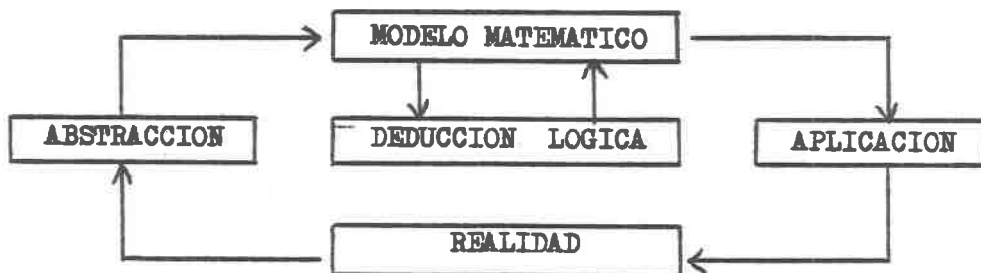 MODELO MATEMATICO
ABSTRACCION
DEDUCCION LOGICA
APLICACION
REALIDAD